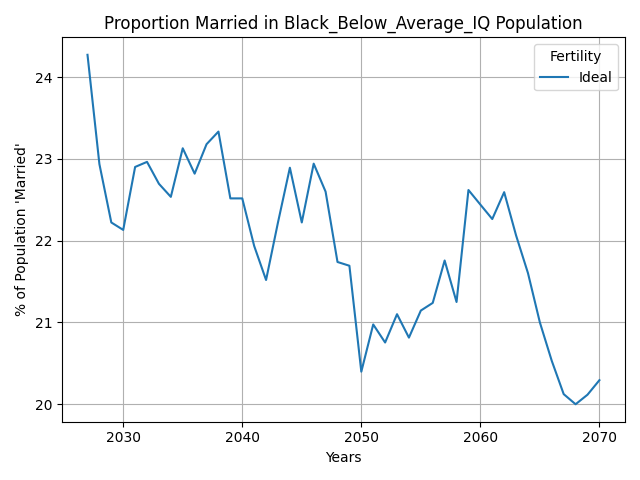 Proportion Married in Black_Below_Average_IQ Population
Fertility
Ideal
% of Population 'Married'
24
23
22
21
20
2030
2040
2050
2060
2070
Years